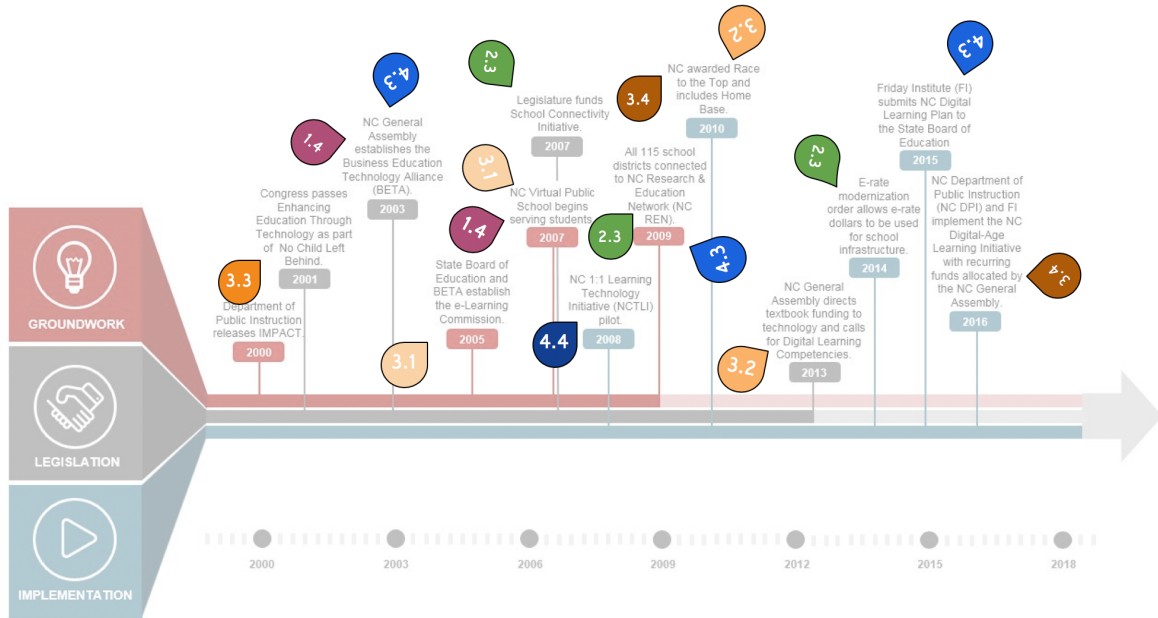 GROUNDWORK
LEGISLATION
IMPLEMENTATION
3.3
Department of
Public Instruction
releases IMPACT.
2000
Congress passes
Enhancing
Education Through
Technology as part
of No Child Left
Behind.
2001
1.4
4.3
NC General
Assembly
establishes the
Business Education
Technology Alliance
(BETA).
2003
3.1
1.4
State Board of
Education and
BETA establish
the e-Learning
Commission.
2005
2.3
Legislature funds
School Connectivity
Initiative.
2007
3.1
NC Virtual Public
School begins
serving students.
2007
4.4
NC 1:1 Learning
Technology
Initiative (NCTLI)
pilot.
2008
2.3
3.4
All 115 school
districts connected
to NC Research &
Education
Network (NC
REN).
2009
4.3
3.2
NC awarded Race
to the Top and
includes Home
Base.
2010
3.2
NC General
Assembly directs
textbook funding to
technology and calls
for Digital Learning
Competencies.
2013
2.3
E-rate
modernization
order allows e-rate
dollars to be used
for school
infrastructure.
2014
4.3
Friday Institute (FI)
submits NC Digital
Learning Plan to
the State Board of
Education
2015
NC Department of
Public Instruction
(NC DPI) and FI
implement the NC
Digital-Age
Learning Initiative
with recurring
funds allocated by
the NC General
Assembly.
2016
3.4
2000
2003
2006
2009
2012
2015
2018